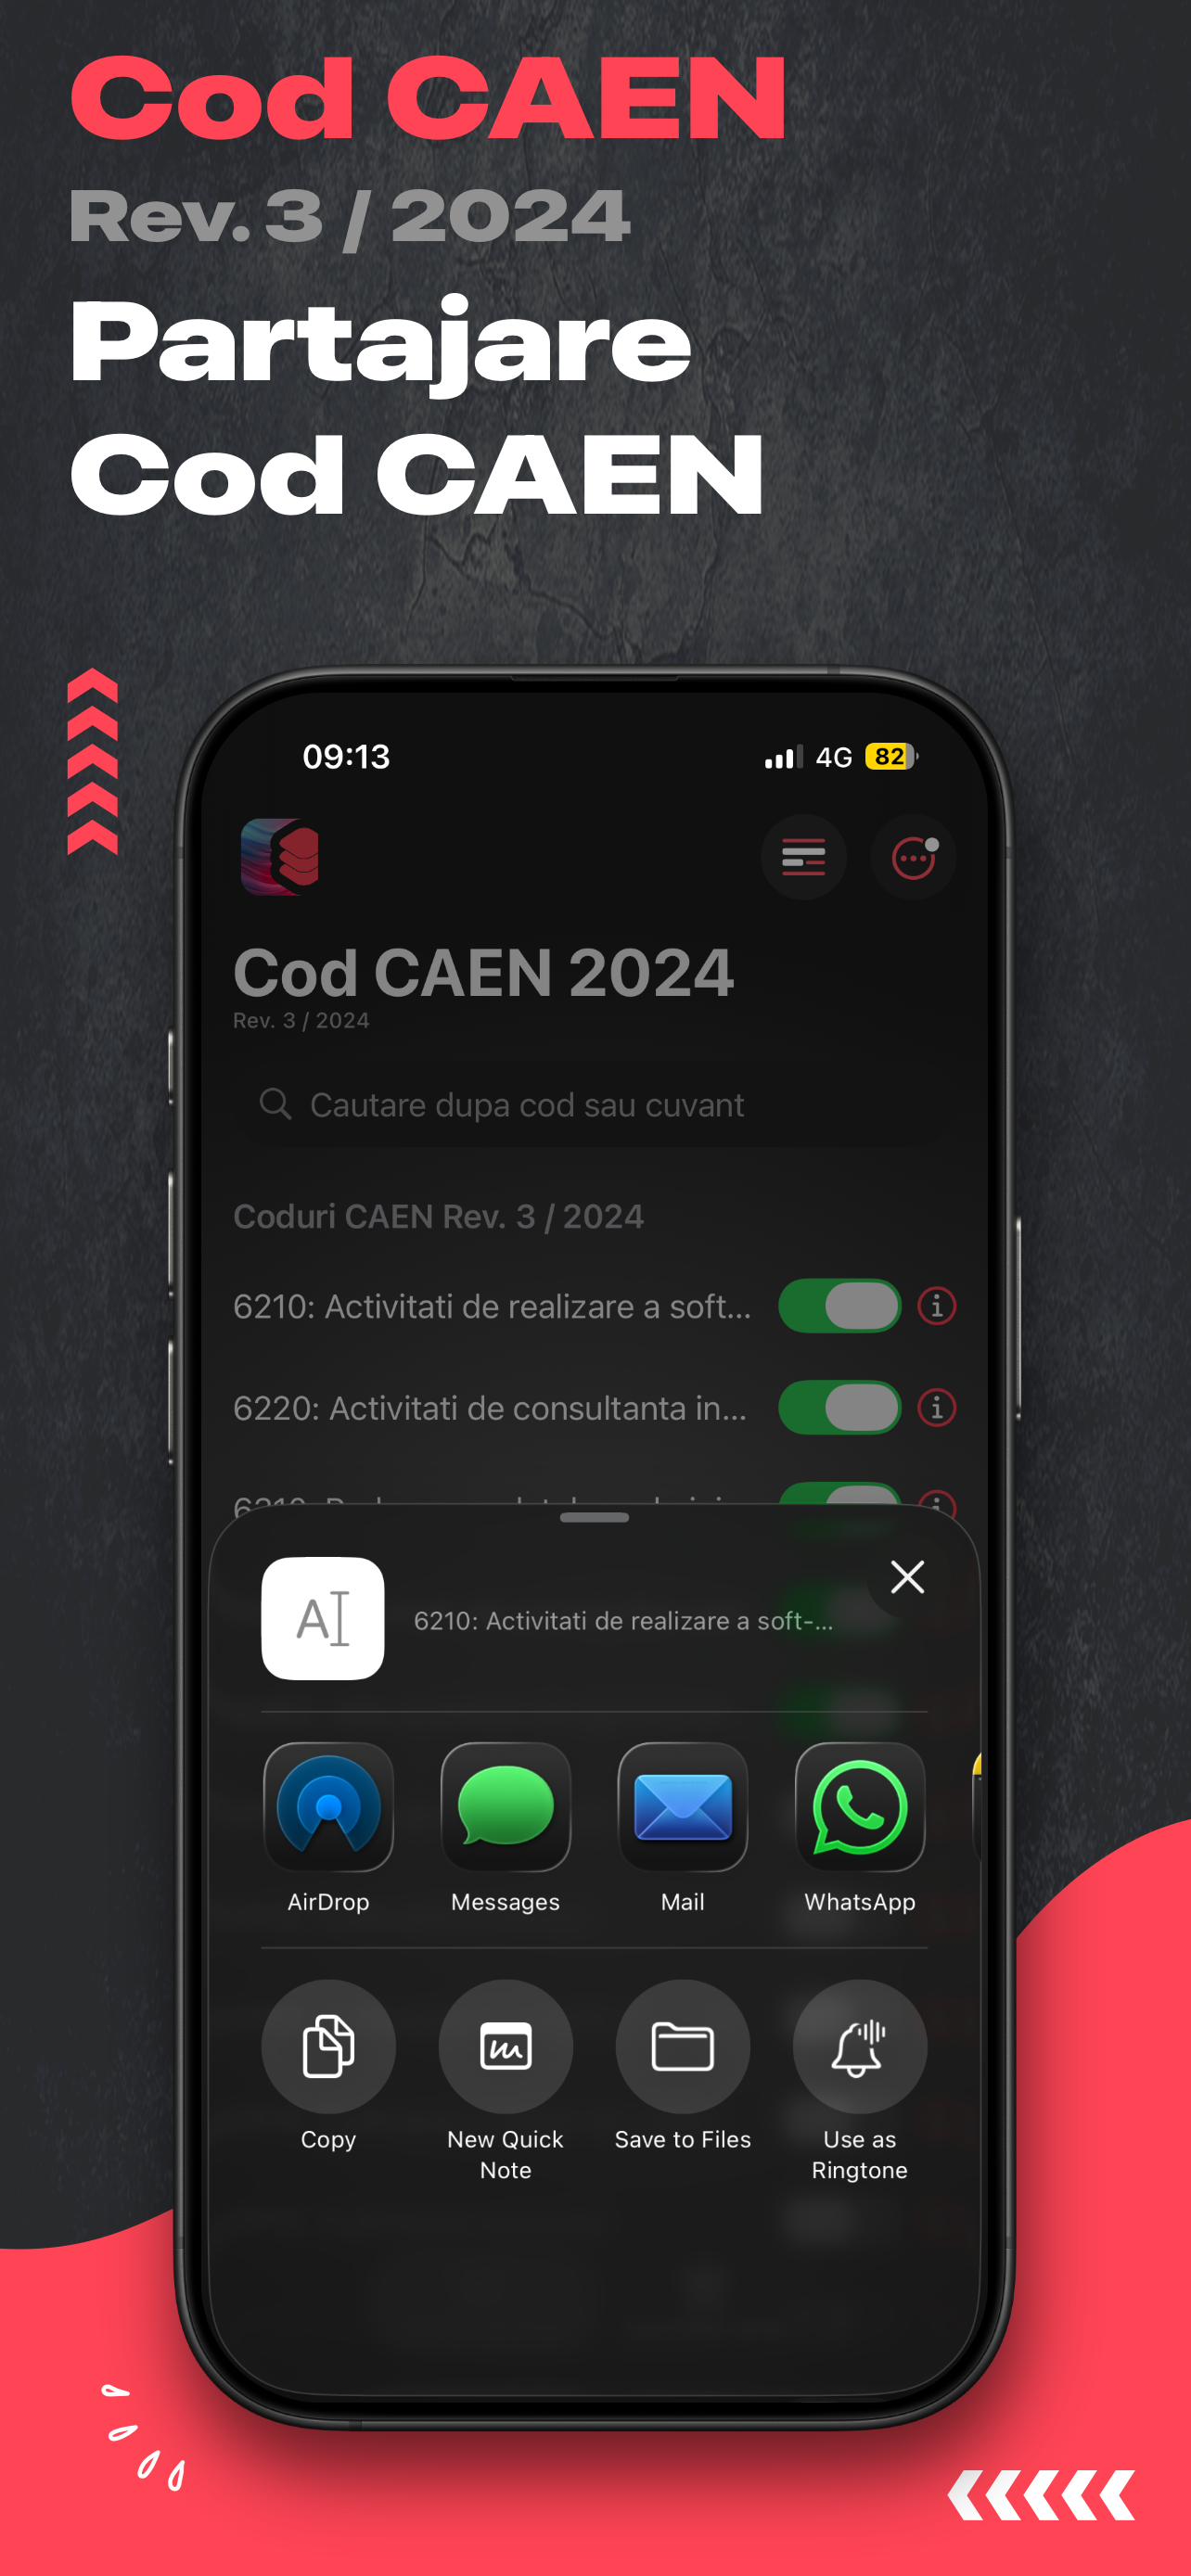 Cod CAEN
Rev. 3 / 2024
Partajare
Cod CAEN
09:13
4G
82
Cod CAEN 2024
Rev. 3 / 2024
Cautare dupa cod sau cuvant
Coduri CAEN Rev. 3 / 2024
6210: Activitati de realizare a soft...
6220: Activitati de consultanta in...
6210: Activitati de realizare a soft-...
AirDrop
Messages
Mail
WhatsApp
Copy
New Quick
Note
Save to Files
Use as
Ringtone